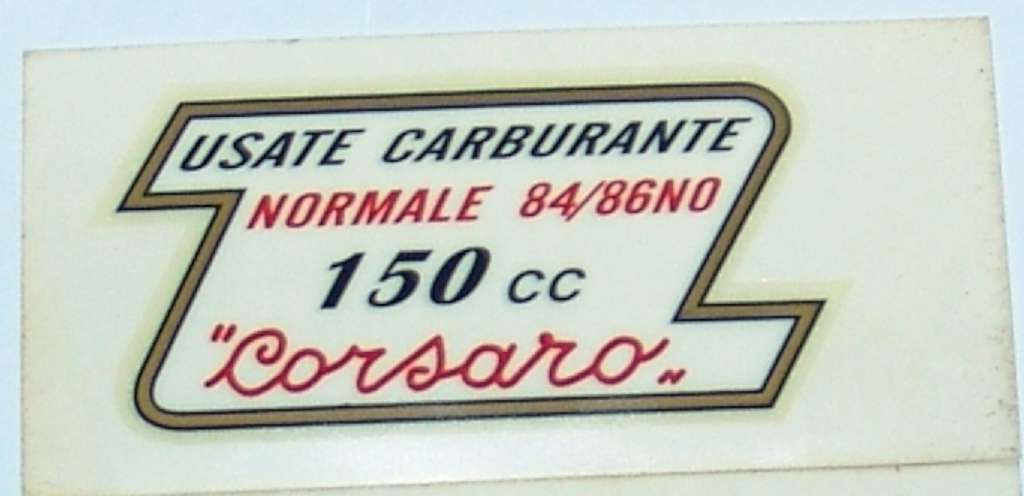 USATE CARBURANTE
NORMALE 84/86NO
150 cc
"Corsaro„